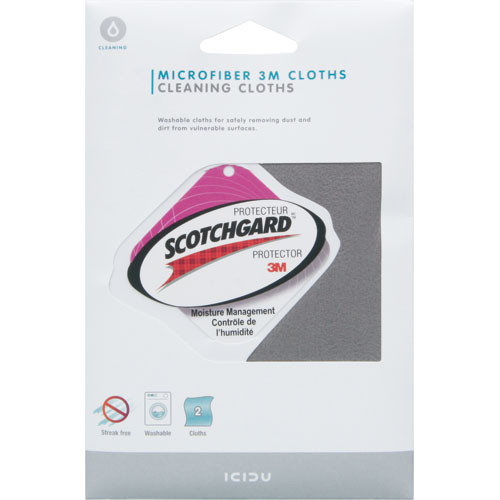 CLEANING
MICROFIBER 3M CLOTHS
CLEANING CLOTHS
Washable cloths for safely removing dust and
dirt from vulnerable surfaces.
PROTECTEUR
SCOTCHGARD
PROTECTOR
3M
Moisture Management
Contrôle de
l'humidité
2
Streak free
Washable
Cloths
ICIDU